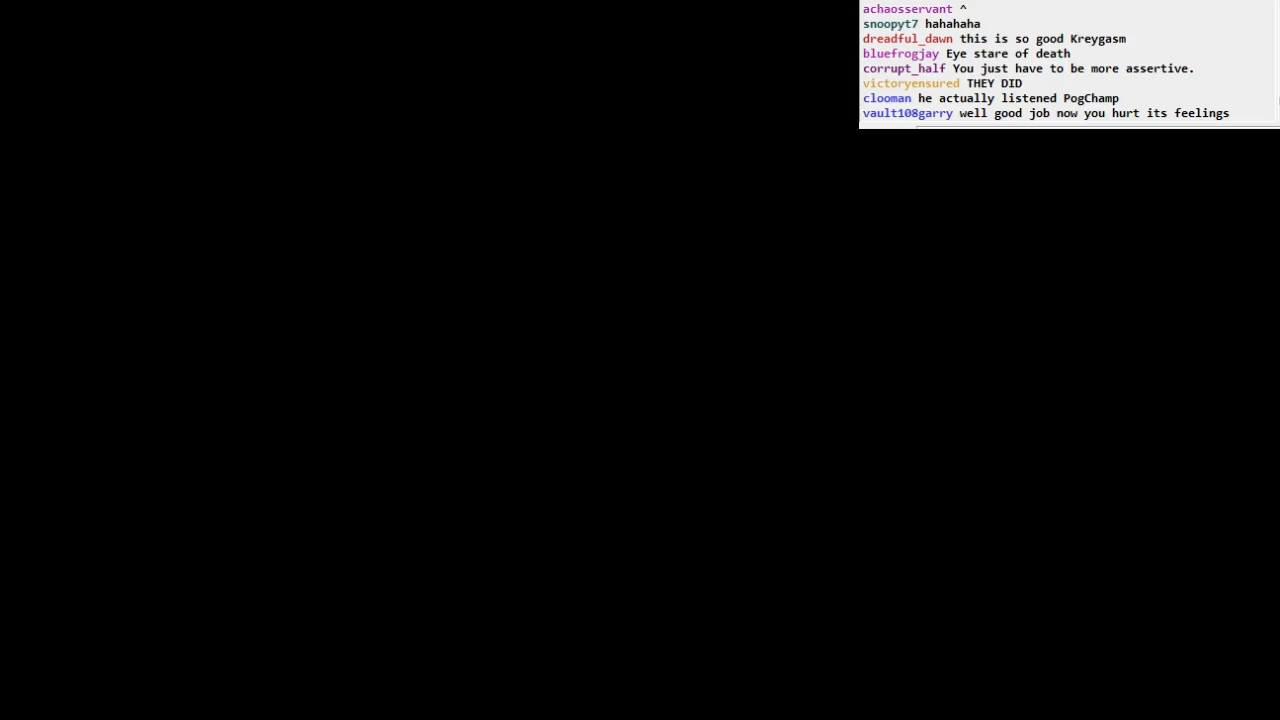 achaosservant ^
snoopyt7 hahahaha
dreadful_dawn this is so good Kreygasm
bluefrogjay Eye stare of death
corrupt_half You just have to be more assertive.
victoryensured THEY DID
clooman he actually listened PogChamp
vault108garry well good job now you hurt its feelings